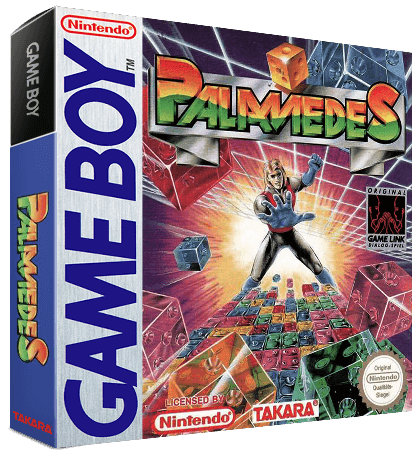 GAME BOY
PALAMEDES
TAKARA
Nintendo
GAME BOY™
PALAMEDES
ORIGINAL
GAME LINK
DIALOG-SPIEL
Original
Nintendo
Qualitäts-
Siegel
LICENSED BY
Nintendo
TAKARA®